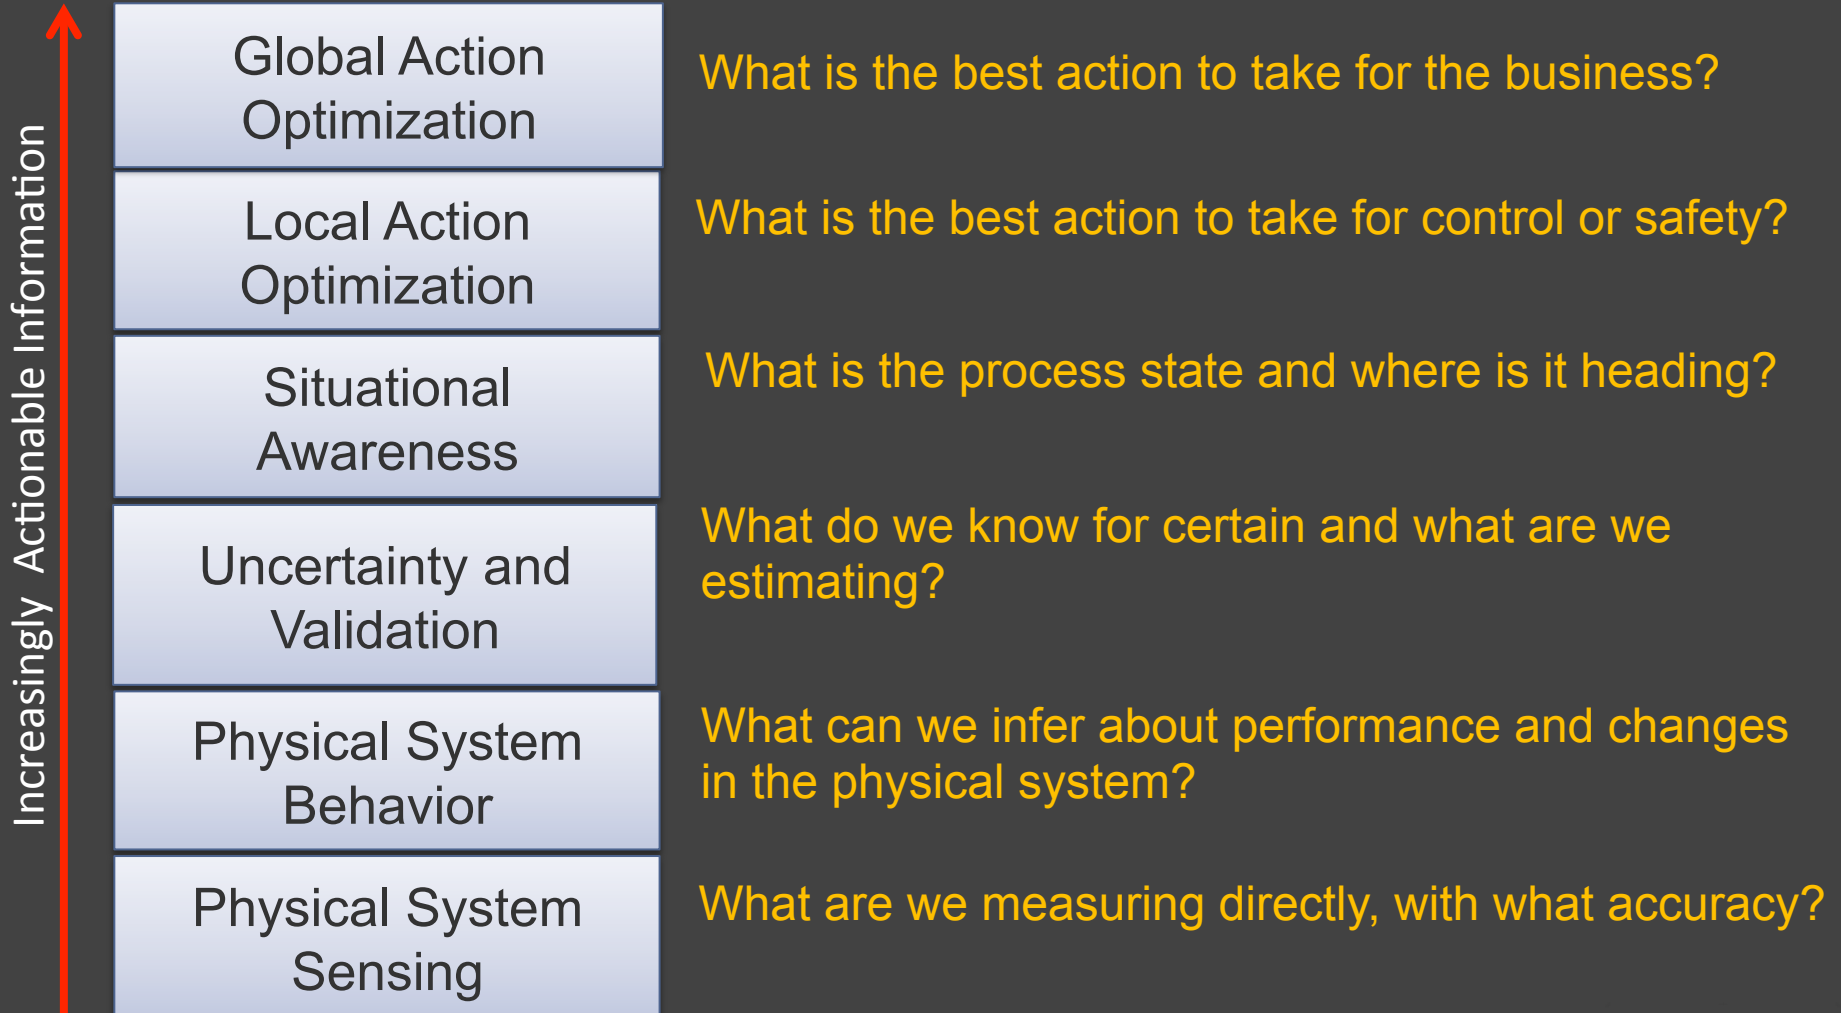 Increasingly Actionable Information
Global Action
Optimization
What is the best action to take for the business?
Local Action
Optimization
What is the best action to take for control or safety?
Situational
Awareness
What is the process state and where is it heading?
Uncertainty and
Validation
What do we know for certain and what are we
estimating?
Physical System
Behavior
What can we infer about performance and changes
in the physical system?
Physical System
Sensing
What are we measuring directly, with what accuracy?